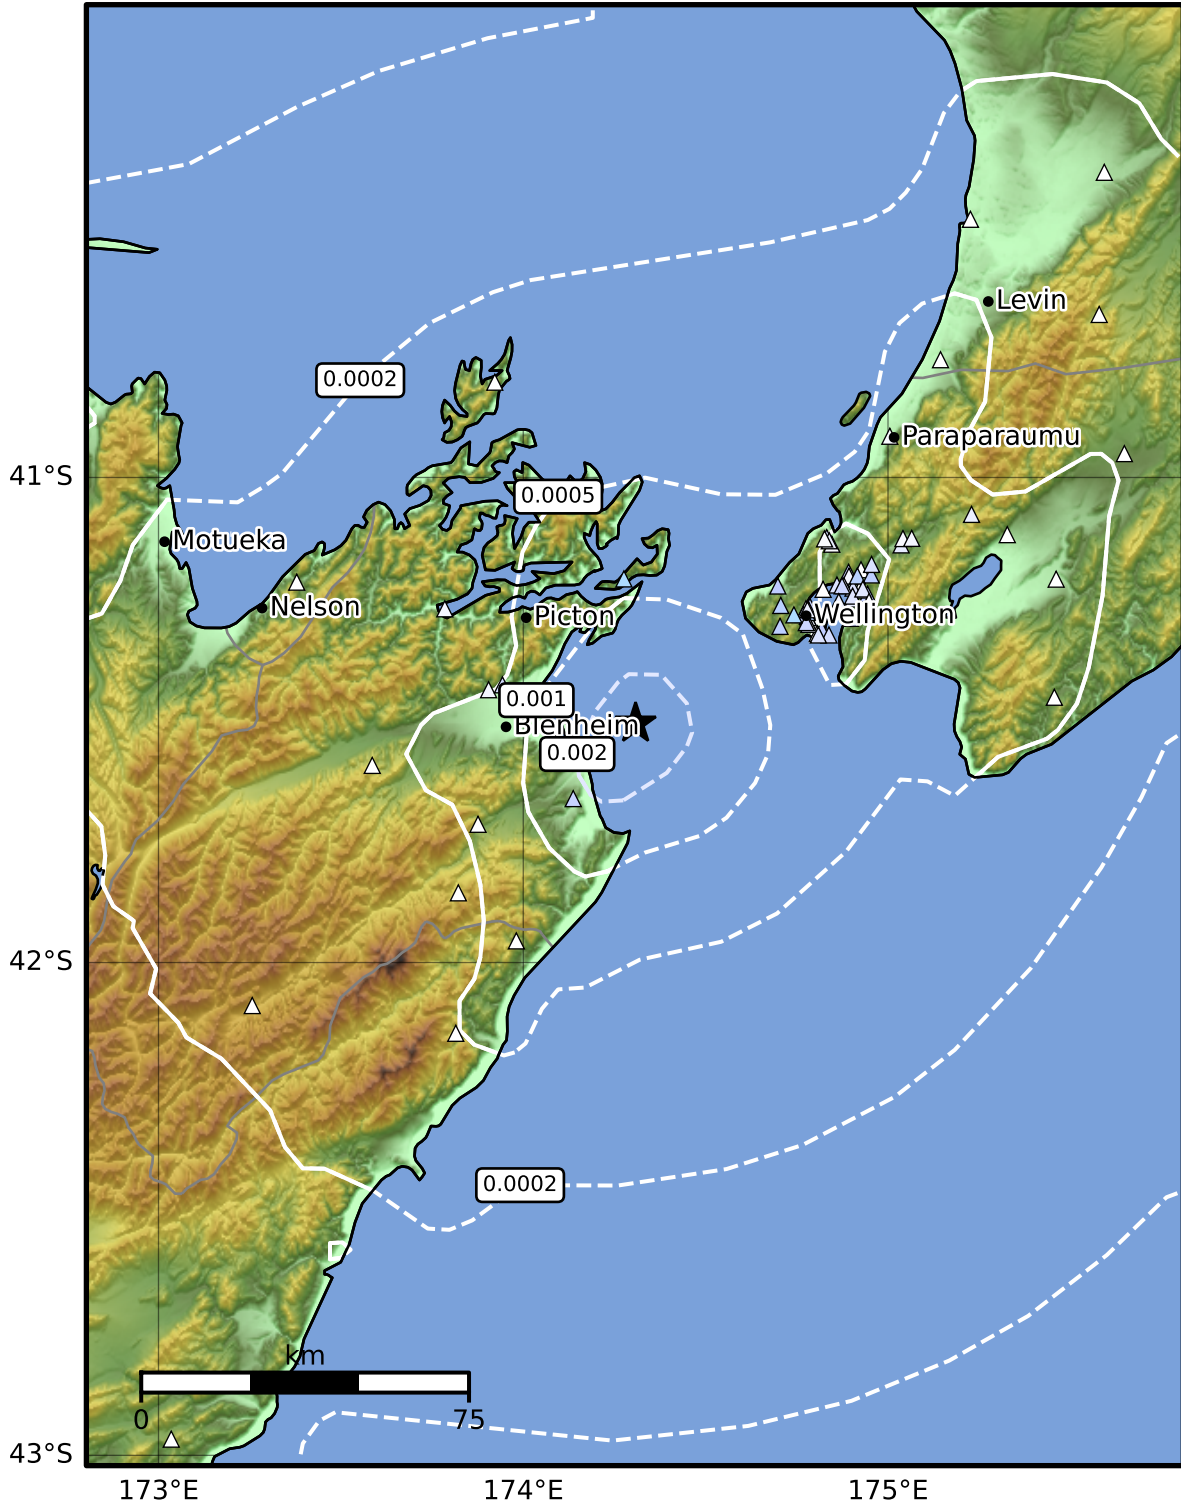 Levin
0.0002
Paraparaumu
41°S
0.0005
Motueka
Nelson
Picton
Wellington
0.001
Blenheim
0.002
42°S
0.0002
km
0
75
43°S
173°E
174°E
175°E